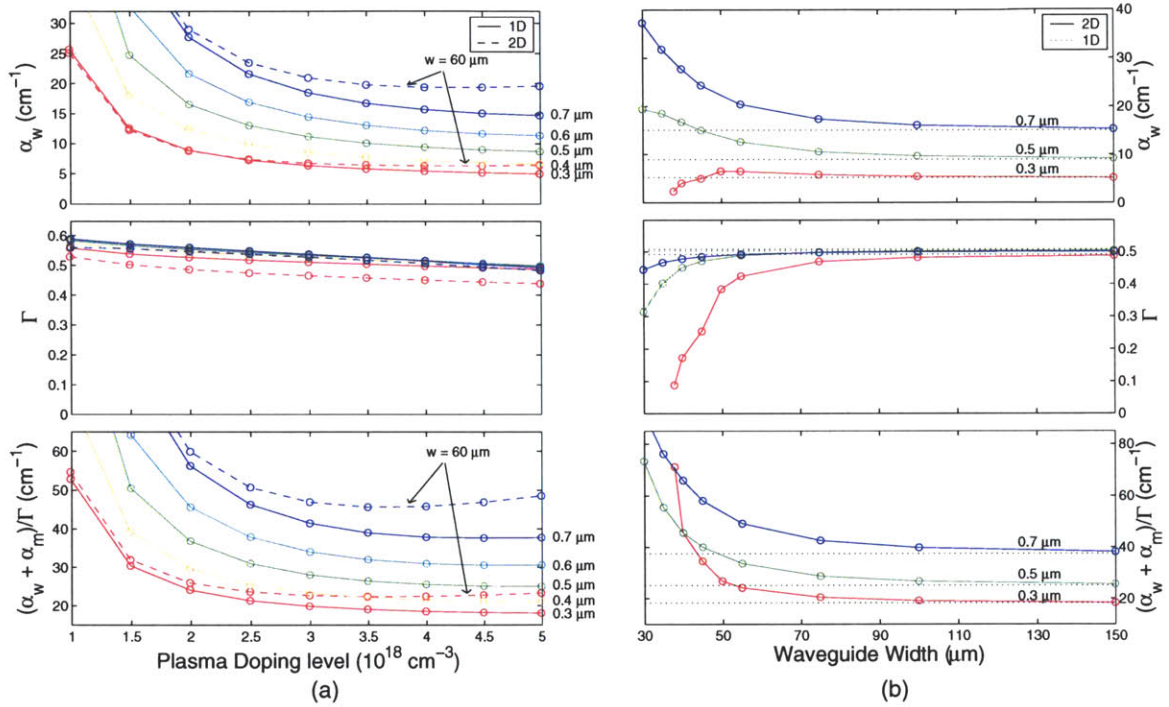 30
25
20
15
10
5
0
α_w (cm⁻¹)
1D
2D
w = 60 μm
0.7 μm
0.6 μm
0.5 μm
0.4 μm
0.3 μm
0.6
0.5
0.4
0.3
0.2
0.1
0
Γ
60
50
40
30
20
(α_w + α_m)/Γ (cm⁻¹)
w = 60 μm
0.7 μm
0.6 μm
0.5 μm
0.4 μm
0.3 μm
1 1.5 2 2.5 3 3.5 4 4.5 5
Plasma Doping level (10¹⁸ cm⁻³)
(a)
2D
1D
0.7 μm
0.5 μm
0.3 μm
40
30
20
10
0
α_w (cm⁻¹)
0.5
0.4
0.3
0.2
0.1
0
Γ
0.7 μm
0.5 μm
0.3 μm
80
60
40
20
(α_w + α_m)/Γ (cm⁻¹)
30 50 70 90 110 130 150
Waveguide Width (μm)
(b)